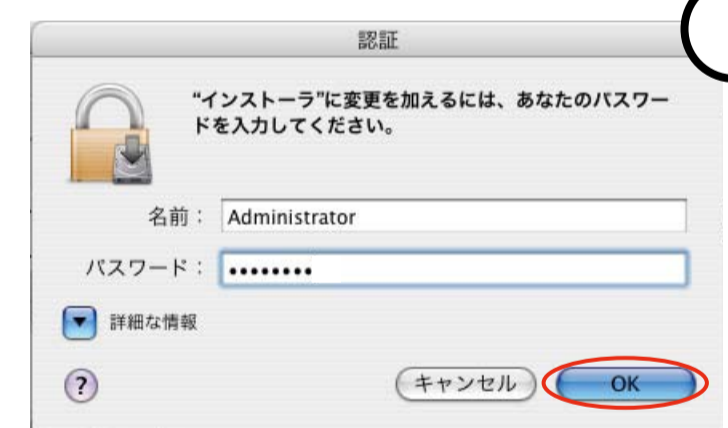 認証
“インストーラ”に変更を加えるには、あなたのパスワー
ドを入力してください。
名前： Administrator
パスワード： ••••••••
詳細な情報
? キャンセル OK